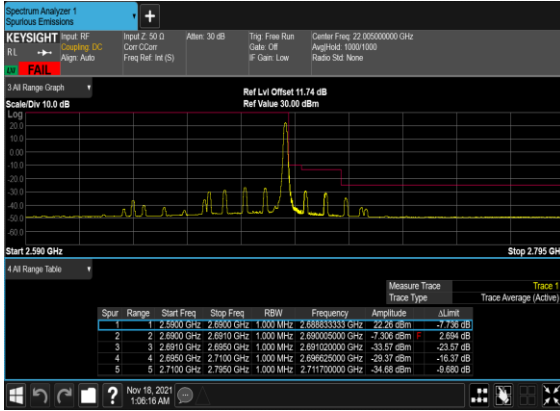 Spectrum Analyzer 1
Spurious Emissions
+
KEYSIGHT Input: RF Input Z: 50 Ω Atten: 30 dB Trig: Free Run Center Freq: 22.005000000 GHz
RL Coupling: DC Corr CCorr Gate: Off Avg|Hold: 1000/1000
Align: Auto Freq Ref: Int (S) IF Gain: Low Radio Std: None
FAIL
3 All Range Graph
Ref Lvl Offset 11.74 dB
Scale/Div 10.0 dB Ref Value 30.00 dBm
Log
20.0
10.0
0.00
-10.0
-20.0
-30.0
-40.0
-50.0
-60.0
Start 2.590 GHz Stop 2.795 GH
4 All Range Table
Measure Trace Trace 1
Trace Type Trace Average (Active)
Spur Range Start Freq Stop Freq RBW Frequency Amplitude ΔLimit
1 1 2.5900 GHz 2.6900 GHz 1.000 MHz 2.688833333 GHz 22.26 dBm -7.736 dB
2 2 2.6900 GHz 2.6910 GHz 1.000 MHz 2.690005000 GHz -7.306 dBm F 2.694 dB
3 3 2.6910 GHz 2.6950 GHz 1.000 MHz 2.691020000 GHz -33.57 dBm -23.57 dB
4 4 2.6950 GHz 2.7100 GHz 1.000 MHz 2.696625000 GHz -29.37 dBm -16.37 dB
5 5 2.7100 GHz 2.7950 GHz 1.000 MHz 2.711700000 GHz -34.68 dBm -9.680 dB
?
Nov 18, 2021
1:06:16 AM